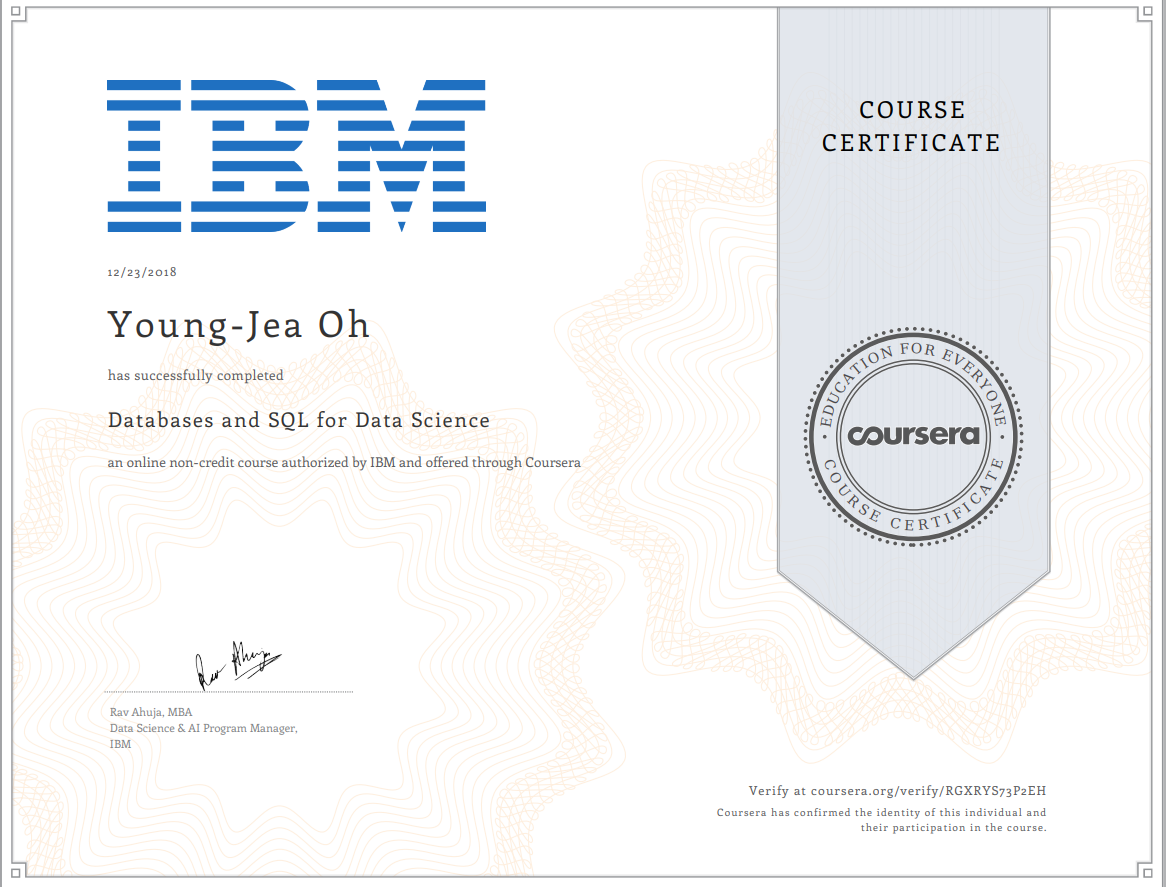 IBM
COURSE
CERTIFICATE
12/23/2018
Young-Jea Oh
has successfully completed
Databases and SQL for Data Science
an online non-credit course authorized by IBM and offered through Coursera
EDUCATION FOR EVERYONE
coursera
COURSE CERTIFICATE
Rav Ahuja
Rav Ahuja, MBA
Data Science & AI Program Manager,
IBM
Verify at coursera.org/verify/RGXRYS73P2EH
Coursera has confirmed the identity of this individual and
their participation in the course.